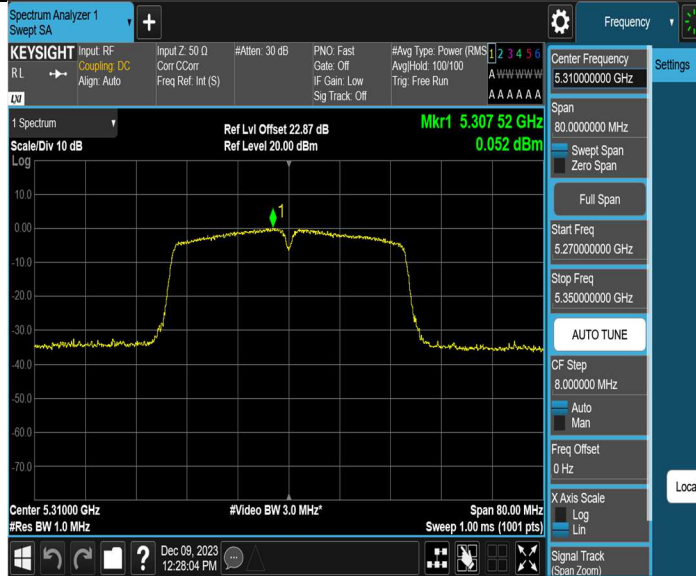 Spectrum Analyzer 1
Swept SA
Frequency
KEYSIGHT
RL
LXI
Input: RF
Coupling: DC
Align: Auto
Input Z: 50 Ω
Corr CCorr
Freq Ref: Int (S)
#Atten: 30 dB
PNO: Fast
Gate: Off
IF Gain: Low
Sig Track: Off
#Avg Type: Power (RMS
Avg|Hold: 100/100
Trig: Free Run
1 2 3 4 5 6
A W W W W W
A A A A A A
1 Spectrum
Scale/Div 10 dB
Log
Ref Lvl Offset 22.87 dB
Ref Level 20.00 dBm
Mkr1 5.307 52 GHz
0.052 dBm
1
10.0
0.00
-10.0
-20.0
-30.0
-40.0
-50.0
-60.0
-70.0
Center 5.31000 GHz
#Res BW 1.0 MHz
#Video BW 3.0 MHz*
Span 80.00 MHz
Sweep 1.00 ms (1001 pts)
?
Dec 09, 2023
12:28:04 PM
Center Frequency
5.310000000 GHz
Span
80.0000000 MHz
Swept Span
Zero Span
Full Span
Start Freq
5.270000000 GHz
Stop Freq
5.350000000 GHz
AUTO TUNE
CF Step
8.000000 MHz
Auto
Man
Freq Offset
0 Hz
X Axis Scale
Log
Lin
Signal Track
(Span Zoom)
Settings
Loca